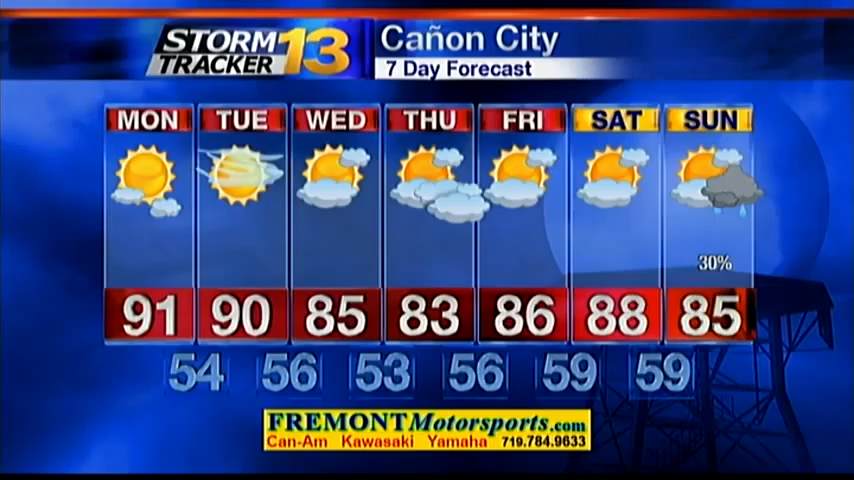 STORM
TRACKER 13
Cañon City
7 Day Forecast
MON TUE WED THU FRI SAT SUN
30%
91 90 85 83 86 88 85
54 56 53 56 59 59
FREMONTMotorsports.com
Can-Am Kawasaki Yamaha 719.784.9633